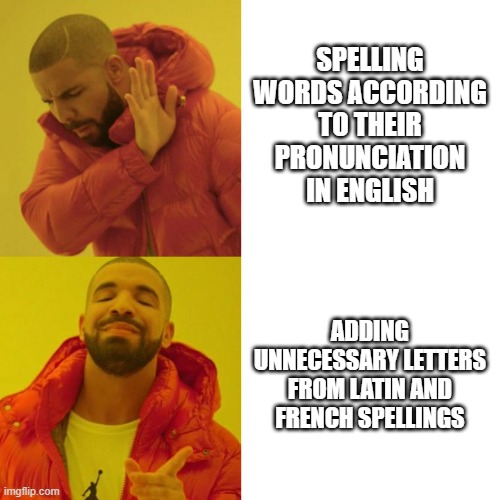 SPELLING
WORDS ACCORDING
TO THEIR
PRONUNCIATION
IN ENGLISH
ADDING
UNNECESSARY LETTERS
FROM LATIN AND
FRENCH SPELLINGS
imgflip.com